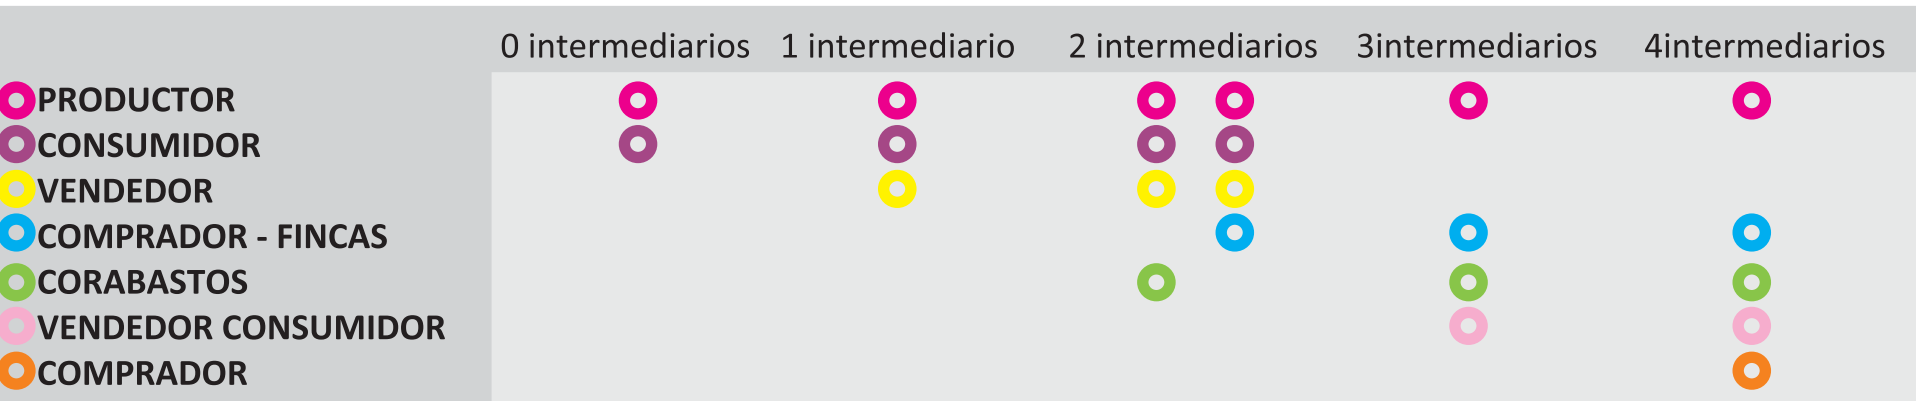 0 intermediarios 1 intermediario 2 intermediarios 3intermediarios 4intermediarios
PRODUCTOR
CONSUMIDOR
VENDEDOR
COMPRADOR - FINCAS
CORABASTOS
VENDEDOR CONSUMIDOR
COMPRADOR